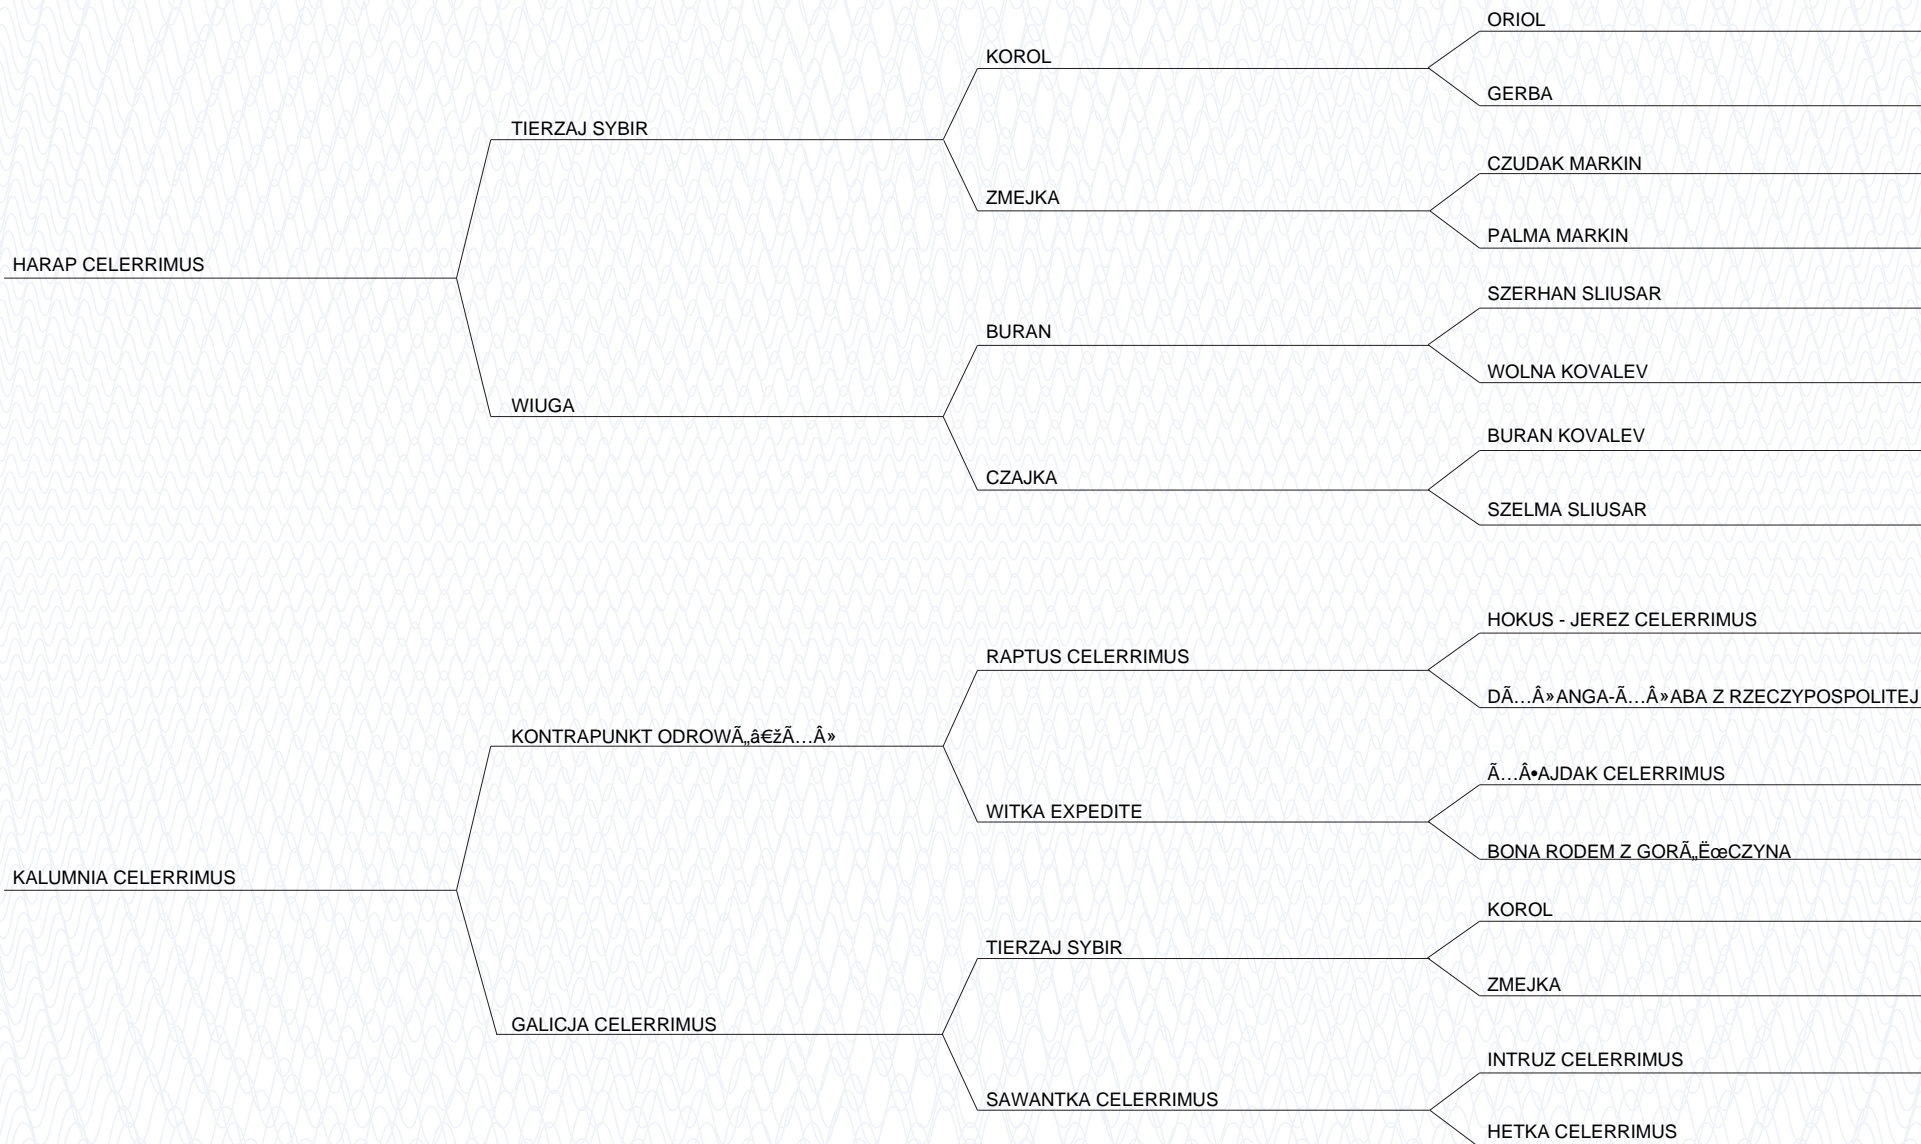 ORIOL
KOROL
GERBA
TIERZAJ SYBIR
CZUDAK MARKIN
ZMEJKA
PALMA MARKIN
HARAP CELERRIMUS
SZERHAN SLIUSAR
BURAN
WOLNA KOVALEV
WIUGA
BURAN KOVALEV
CZAJKA
SZELMA SLIUSAR
HOKUS - JEREZ CELERRIMUS
RAPTUS CELERRIMUS
DÃ…Â»ANGA-Ã…Â»ABA Z RZECZYPOSPOLITEJ
KONTRAPUNKT ODROWÃ„â€žÃ…Â»
Ã…Â•AJDAK CELERRIMUS
WITKA EXPEDITE
BONA RODEM Z GORÃ„ËœCZYNA
KALUMNIA CELERRIMUS
KOROL
TIERZAJ SYBIR
ZMEJKA
GALICJA CELERRIMUS
INTRUZ CELERRIMUS
SAWANTKA CELERRIMUS
HETKA CELERRIMUS